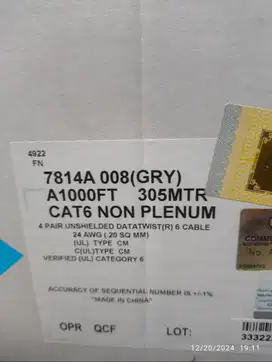 4922
FN
7814A 008(GRY)
A1000FT 305MTR
CAT6 NON PLENUM
4 PAIR UNSHIELDED DATATWIST(R) 6 CABLE
24 AWG (.20 SQ MM)
(UL) TYPE CM
C(UL)TYPE CM
VERIFIED (UL) CATEGORY 6
ACCURACY OF SEQUENTIAL NUMBER IS +/-1%
"MADE IN CHINA"
OPR QCF LOT:
12/20/2024 19:11